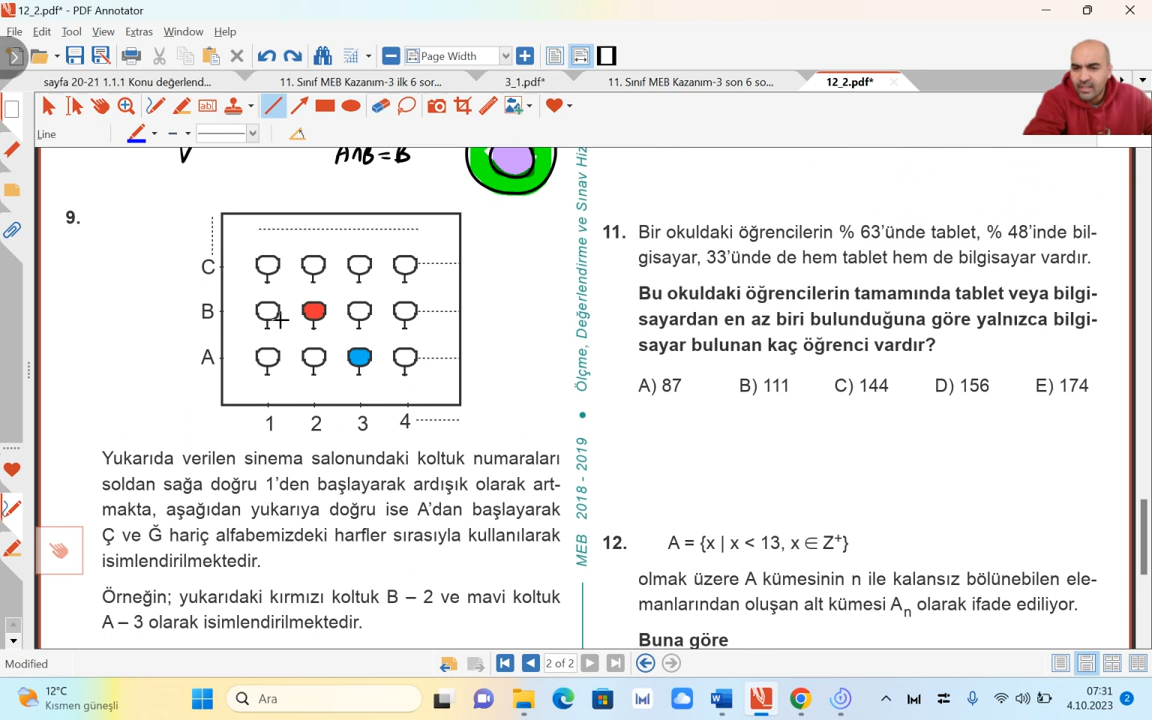 12_2.pdf* - PDF Annotator
File Edit Tool View Extras Window Help
Page Width
sayfa 20-21 1.1.1 Konu değerlend...
11. Sınıf MEB Kazanım-3 ilk 6 sor...
3_1.pdf*
11. Sınıf MEB Kazanım-3 son 6 so...
12_2.pdf*
Line
A∩B = B
9.
C
B
A
1 2 3 4
Yukarıda verilen sinema salonundaki koltuk numaraları
soldan sağa doğru 1'den başlayarak ardışık olarak art-
makta, aşağıdan yukarıya doğru ise A'dan başlayarak
Ç ve Ğ hariç alfabemizdeki harfler sırasıyla kullanılarak
isimlendirilmektedir.
Örneğin; yukarıdaki kırmızı koltuk B – 2 ve mavi koltuk
A – 3 olarak isimlendirilmektedir.
MEB 2018 - 2019 • Ölçme, Değerlendirme ve Sınav Hiz
11. Bir okuldaki öğrencilerin % 63'ünde tablet, % 48'inde bil-
gisayar, 33'ünde de hem tablet hem de bilgisayar vardır.
Bu okuldaki öğrencilerin tamamında tablet veya bilgi-
sayardan en az biri bulunduğuna göre yalnızca bilgi-
sayar bulunan kaç öğrenci vardır?
A) 87 B) 111 C) 144 D) 156 E) 174
12. A = {x | x < 13, x ∈ Z⁺}
olmak üzere A kümesinin n ile kalansız bölünebilen ele-
manlarından oluşan alt kümesi Aₙ olarak ifade ediliyor.
Buna göre
Modified
2 of 2
12°C
Kısmen güneşli
Ara
07:31
4.10.2023
2